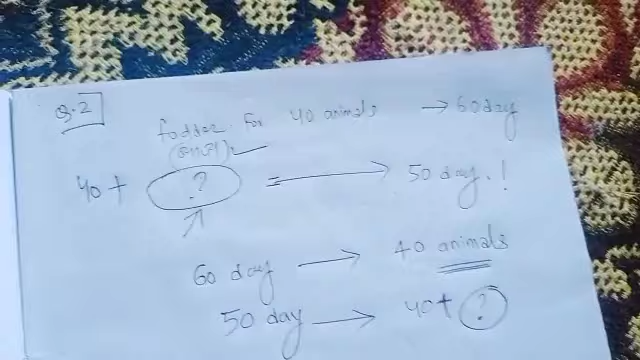 Q.2
fodder for 40 animals → 60 day
40 + ? ⟹ 50 day.!
60 day → 40 animals
50 day → 40 + ?